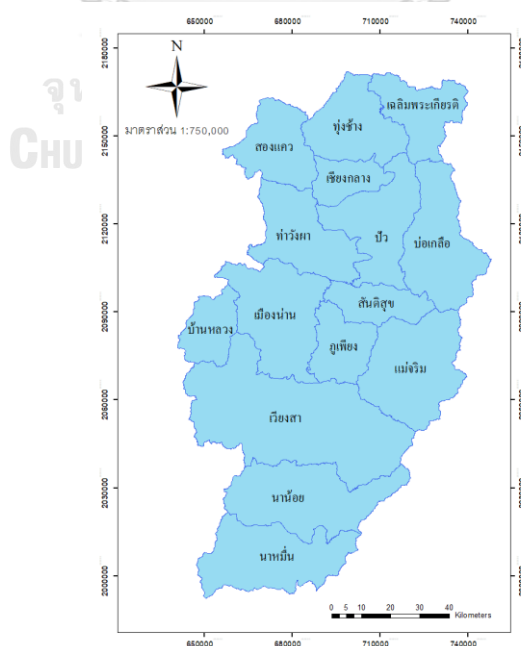 650000 680000 710000 740000
2180000
N
มาตราส่วน 1:750,000
จุฬ
CHU
เฉลิมพระเกียรติ
ทุ่งช้าง
2150000
สองแคว
เชียงกลาง
2120000
ท่าวังผา
ปัว
บ่อเกลือ
สันติสุข
2090000
เมืองน่าน
บ้านหลวง
ภูเพียง
แม่จริม
2060000
เวียงสา
2030000
นาน้อย
นาหมื่น
2000000
0 5 10 20 30 40
Kilometers
650000 680000 710000 740000